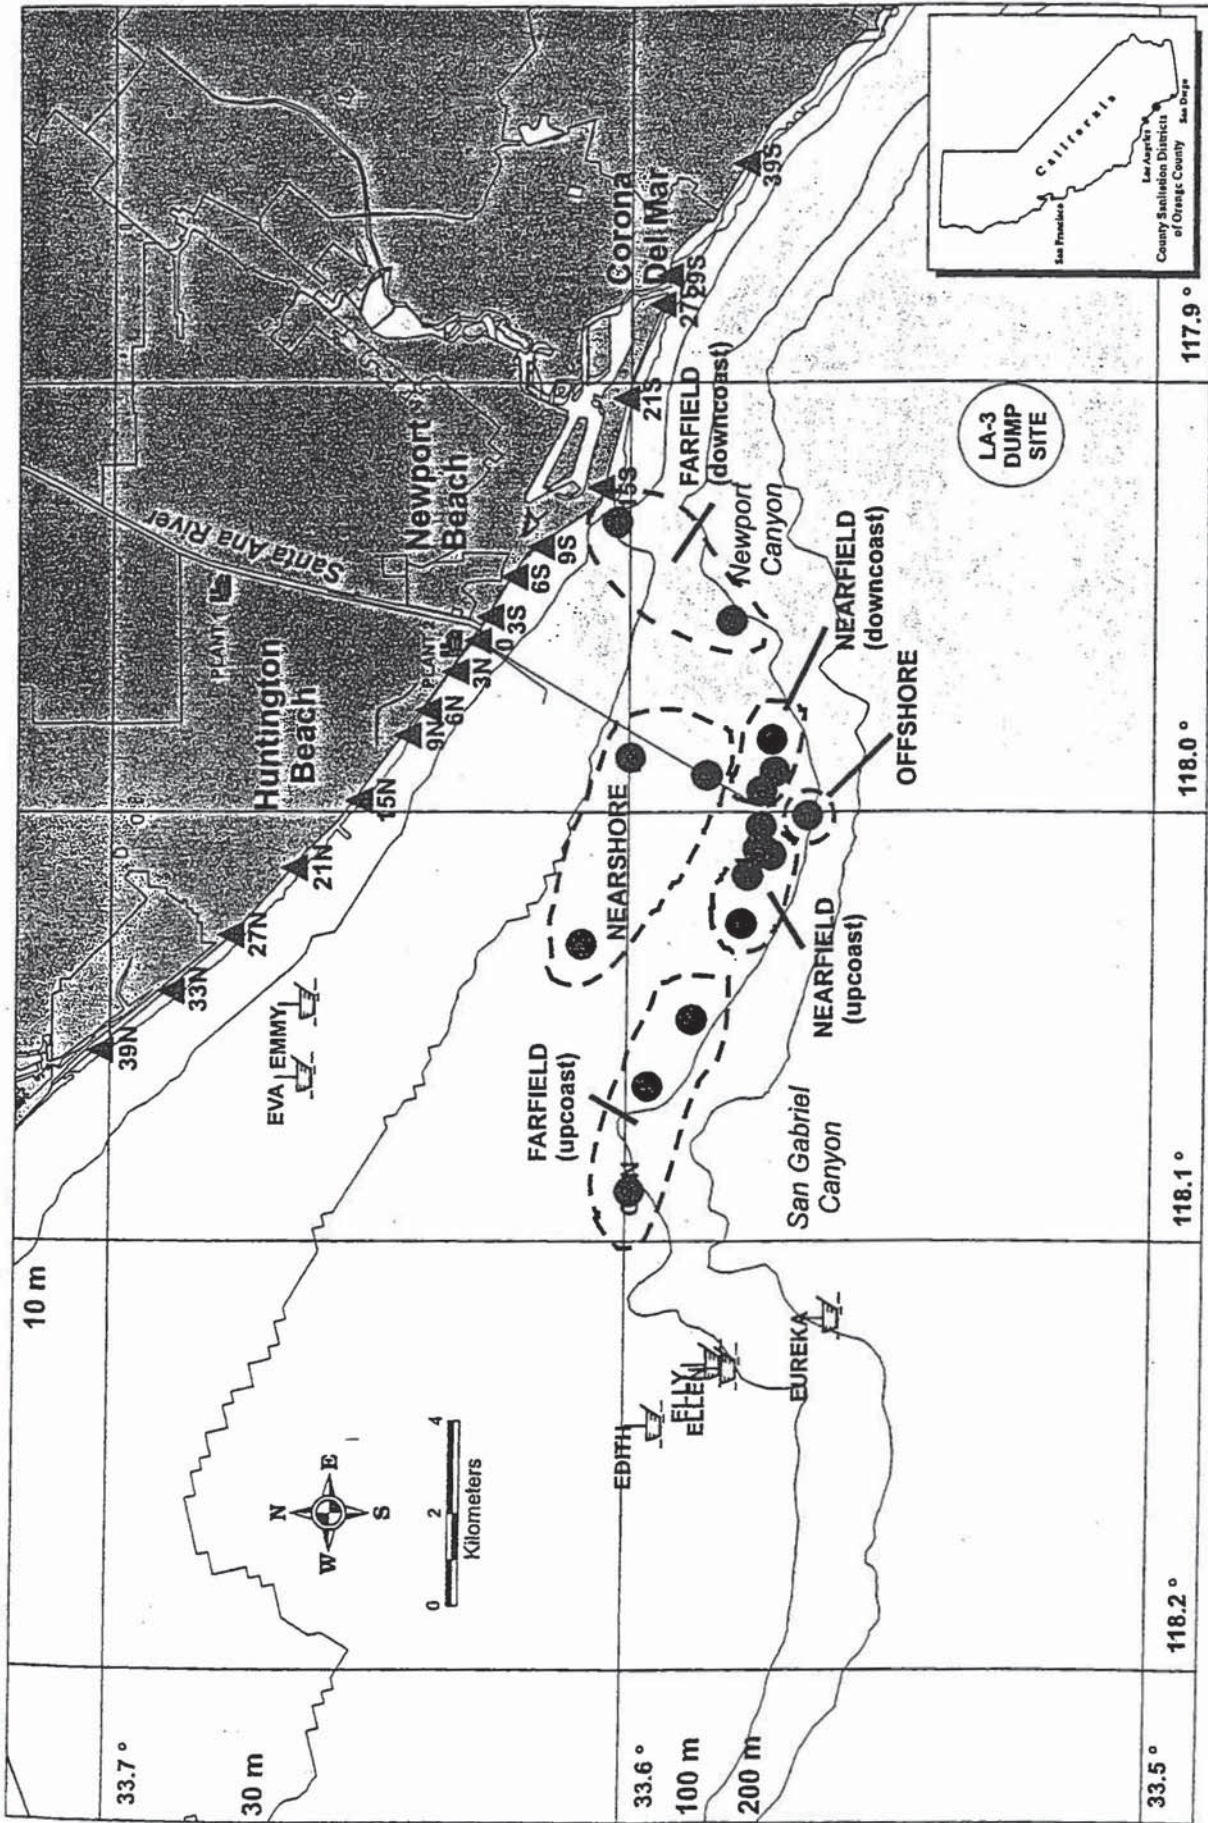 33.7 °
30 m
33.6 °
100 m
200 m
33.5 °
10 m
118.2 °
118.1 °
118.0 °
117.9 °
N
W
E
S
0
2
4
Kilometers
EVA
EMMY
EDITH
ELLY
ELLEN
EUREKA
39N
33N
27N
21N
15N
9N
6N
3N
0
3S
6S
9S
15S
21S
27S
29S
39S
Huntington
Beach
PLANT 1
PLANT 2
Santa Ana River
Newport
Beach
Corona
Del Mar
NEARSHORE
FARFIELD
(upcoast)
San Gabriel
Canyon
NEARFIELD
(upcoast)
OFFSHORE
NEARFIELD
(downcoast)
Newport
Canyon
FARFIELD
(downcoast)
LA-3
DUMP
SITE
California
San Francisco
Los Angeles
County Sanitation Districts
of Orange County
San Diego